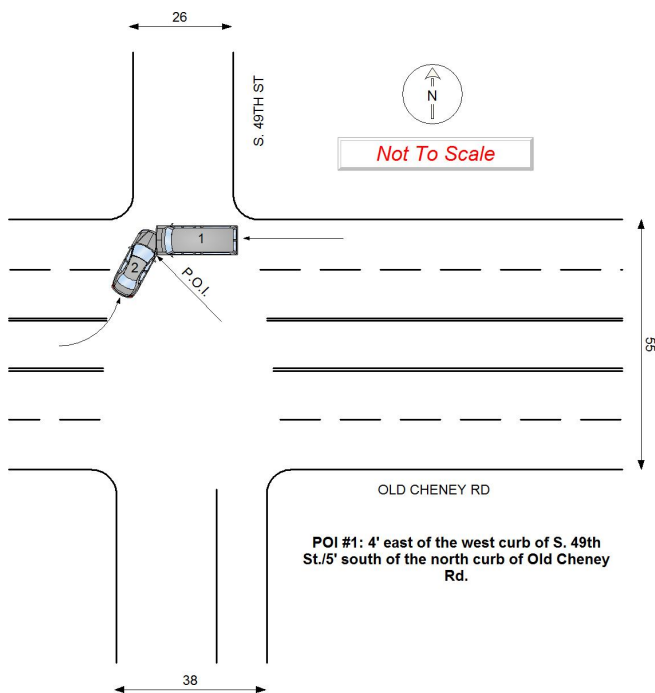 26
S. 49TH ST
N
Not To Scale
1
2
P.O.I.
55
OLD CHENEY RD
POI #1: 4' east of the west curb of S. 49th
St./5' south of the north curb of Old Cheney
Rd.
38